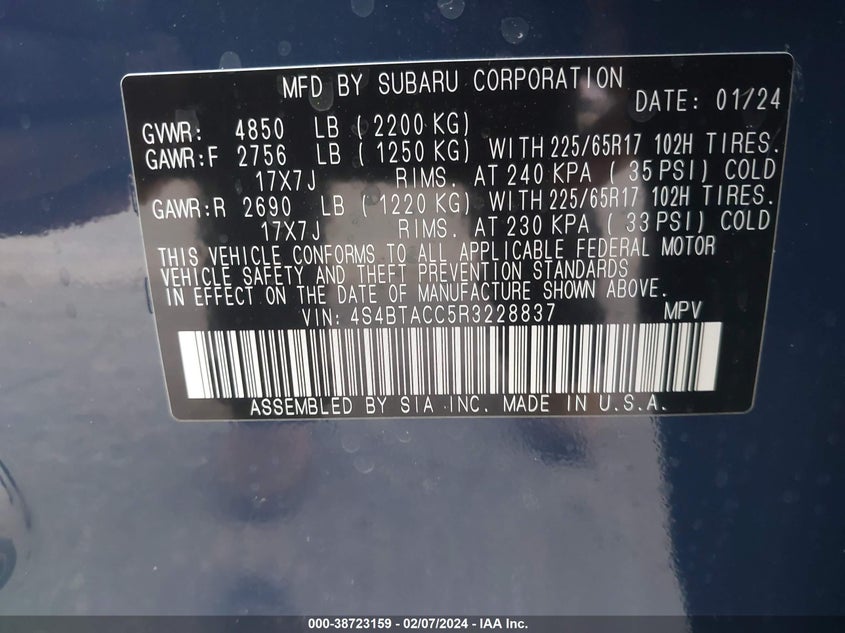 MFD BY SUBARU CORPORATION
DATE: 01/24
GVWR: 4850 LB ( 2200 KG)
GAWR:F 2756 LB ( 1250 KG) WITH 225/65R17 102H TIRES.
17X7J RIMS. AT 240 KPA ( 35 PSI) COLD
GAWR:R 2690 LB ( 1220 KG) WITH 225/65R17 102H TIRES.
17X7J RIMS. AT 230 KPA ( 33 PSI) COLD
THIS VEHICLE CONFORMS TO ALL APPLICABLE FEDERAL MOTOR
VEHICLE SAFETY AND THEFT PREVENTION STANDARDS
IN EFFECT ON THE DATE OF MANUFACTURE SHOWN ABOVE.
VIN: 4S4BTACC5R3228837 MPV
ASSEMBLED BY SIA INC. MADE IN U.S.A.
000-38723159 - 02/07/2024 - IAA Inc.